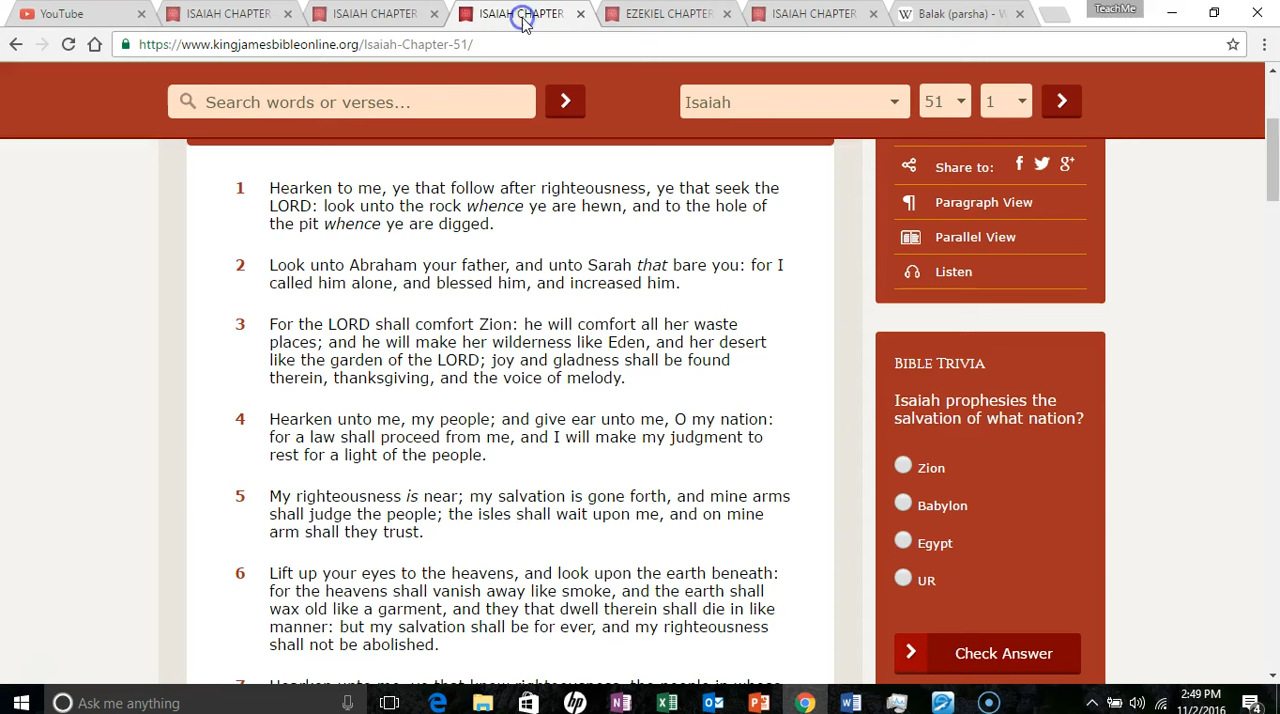 YouTube
ISAIAH CHAPTER
ISAIAH CHAPTER
ISAIAH CHAPTER
EZEKIEL CHAPTER
ISAIAH CHAPTER
Balak (parsha) - W
TeachMe
https://www.kingjamesbibleonline.org/Isaiah-Chapter-51/
Search words or verses...
Isaiah
51
1
1 Hearken to me, ye that follow after righteousness, ye that seek the
LORD: look unto the rock whence ye are hewn, and to the hole of
the pit whence ye are digged.
2 Look unto Abraham your father, and unto Sarah that bare you: for I
called him alone, and blessed him, and increased him.
3 For the LORD shall comfort Zion: he will comfort all her waste
places; and he will make her wilderness like Eden, and her desert
like the garden of the LORD; joy and gladness shall be found
therein, thanksgiving, and the voice of melody.
4 Hearken unto me, my people; and give ear unto me, O my nation:
for a law shall proceed from me, and I will make my judgment to
rest for a light of the people.
5 My righteousness is near; my salvation is gone forth, and mine arms
shall judge the people; the isles shall wait upon me, and on mine
arm shall they trust.
6 Lift up your eyes to the heavens, and look upon the earth beneath:
for the heavens shall vanish away like smoke, and the earth shall
wax old like a garment, and they that dwell therein shall die in like
manner: but my salvation shall be for ever, and my righteousness
shall not be abolished.
7 Hearken unto me, ye that know righteousness, the people in whose
Share to:
Paragraph View
Parallel View
Listen
BIBLE TRIVIA
Isaiah prophesies the
salvation of what nation?
Zion
Babylon
Egypt
UR
Check Answer
Ask me anything
2:49 PM
11/2/2016
4